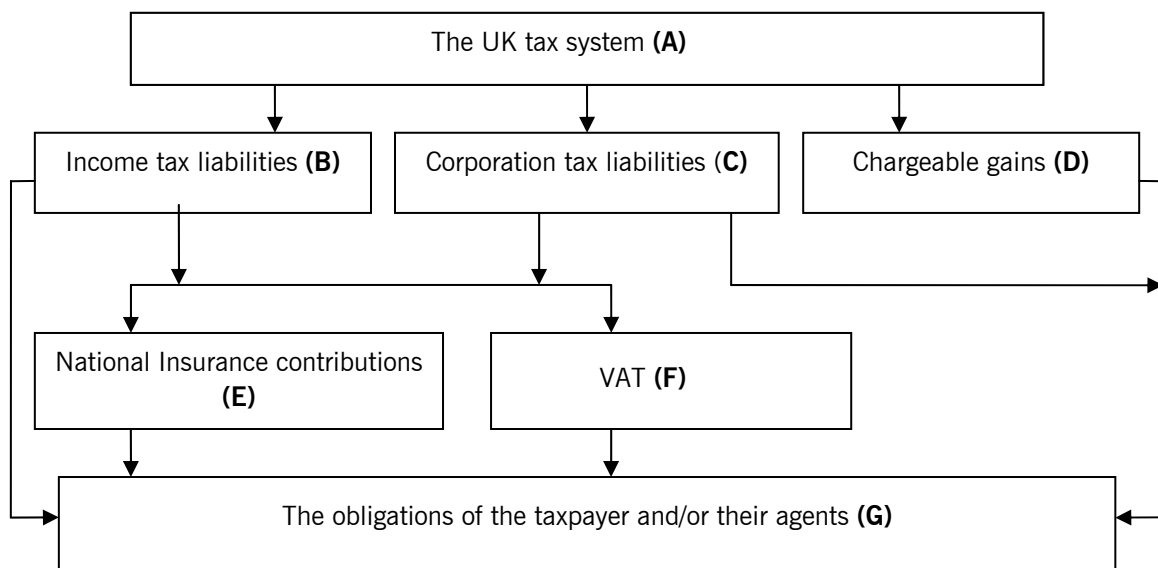 The UK tax system (A)
Income tax liabilities (B)
Corporation tax liabilities (C)
Chargeable gains (D)
National Insurance contributions
(E)
VAT (F)
The obligations of the taxpayer and/or their agents (G)